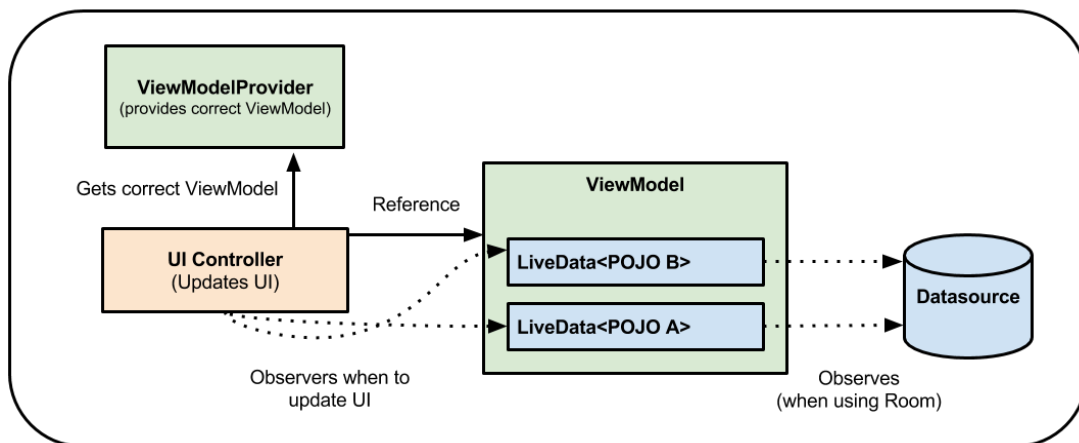 ViewModelProvider
(provides correct ViewModel)
Gets correct ViewModel
Reference
ViewModel
UI Controller
(Updates UI)
LiveData<POJO B>
LiveData<POJO A>
Datasource
Observers when to
update UI
Observes
(when using Room)